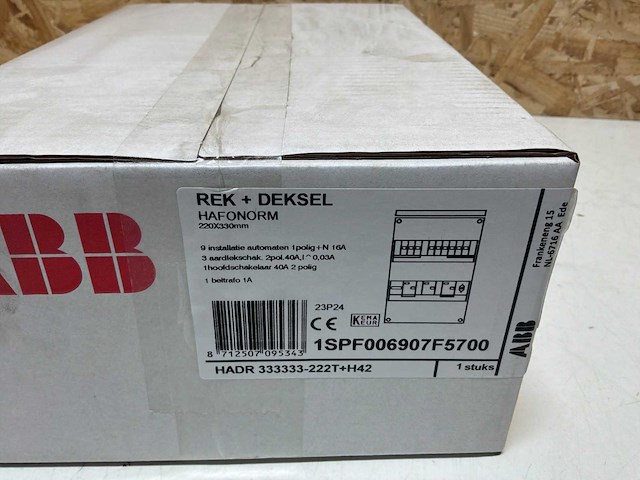 ABB
REK + DEKSEL
HAFONORM
220X330mm
9 installatie automaten 1polig+N 16A
3 aardlekschak. 2pol.40A,I^ 0,03A
1hoofdschakelaar 40A 2 polig
1 beltrafo 1A
23P24
CE KEMA KEUR
8 712507 095343
1SPF006907F5700
HADR 333333-222T+H42
1 stuks
Frankeneng 15
NL-6716 AA Ede
ABB